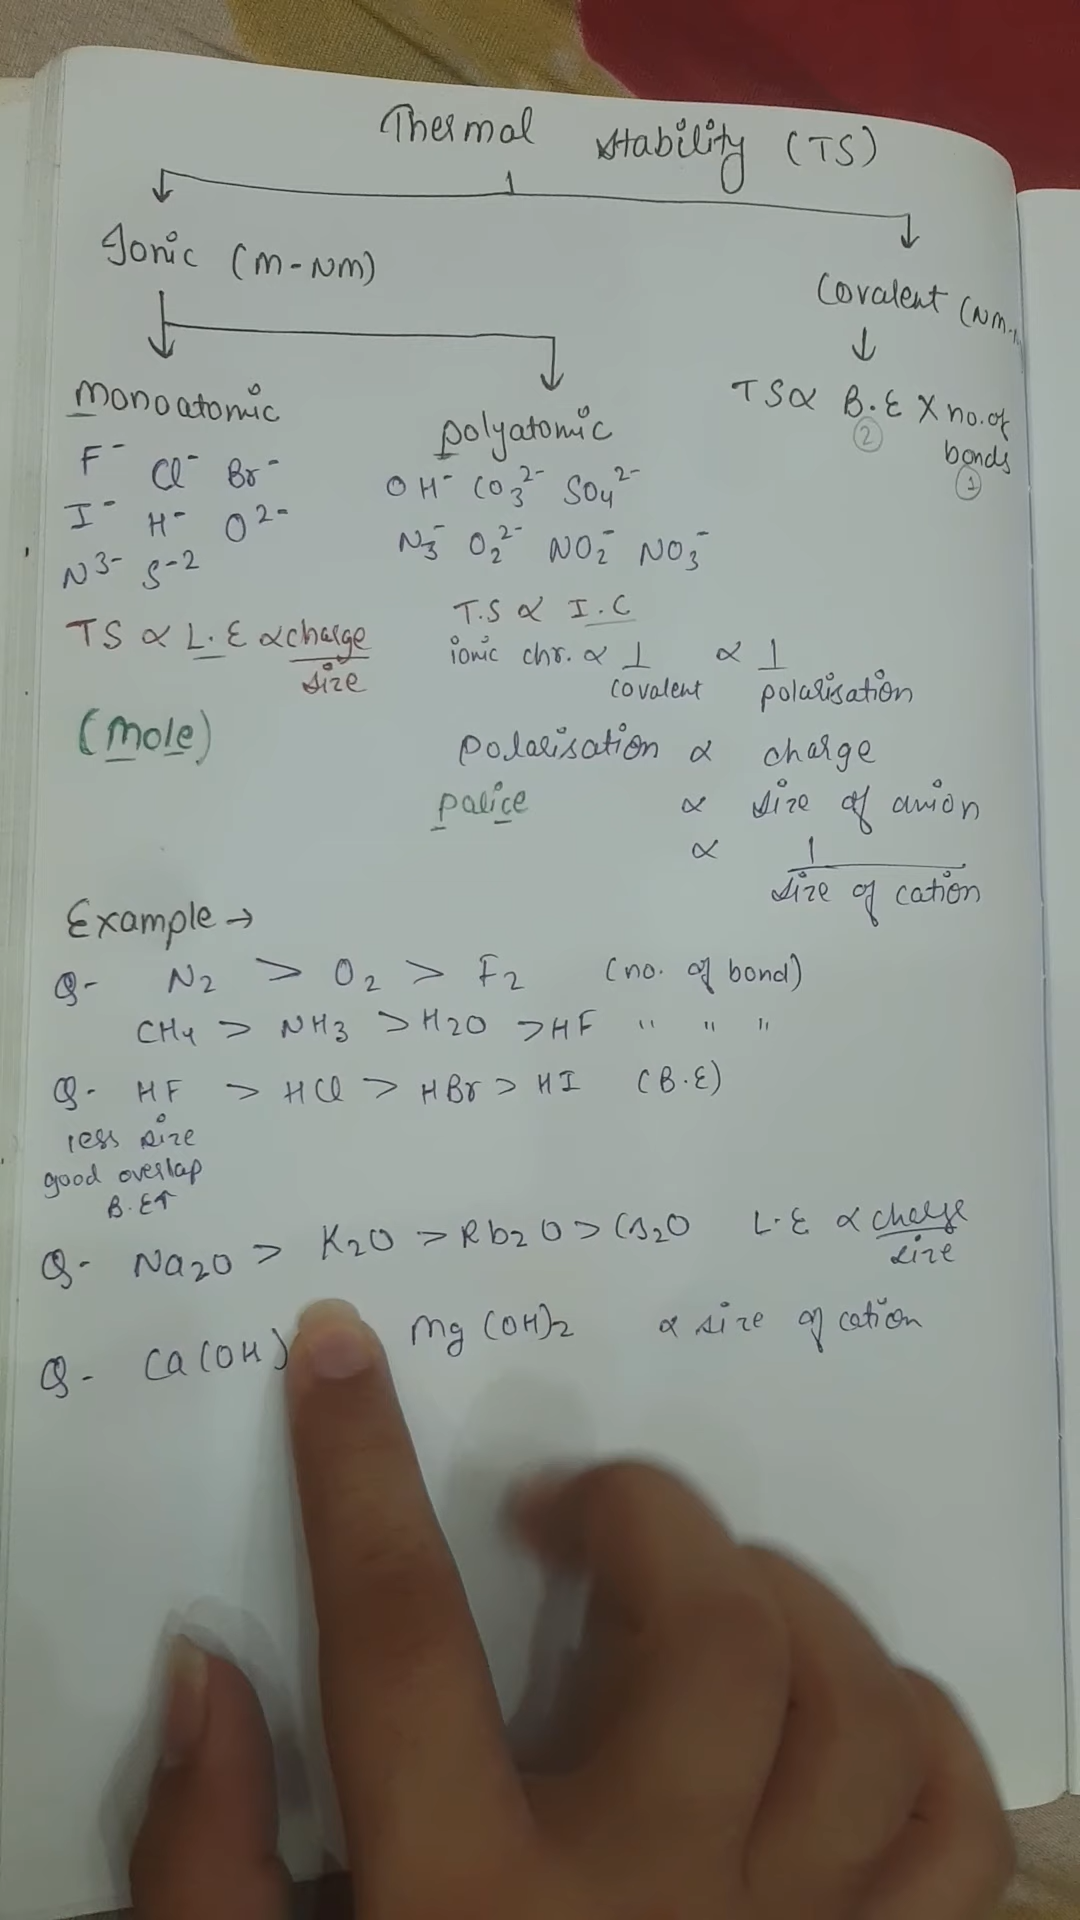 Thermal stability (TS)
Ionic (M-NM)
Covalent (NM-
Monoatomic
F⁻ Cl⁻ Br⁻
I⁻ H⁻ O²⁻
N³⁻ S⁻²
TS ∝ L.E ∝ charge/size
(Mole)
polyatomic
OH⁻ CO₃²⁻ SO₄²⁻
N₃⁻ O₂²⁻ NO₂⁻ NO₃⁻
T.S ∝ I.C
ionic chr. ∝ 1/covalent ∝ 1/polarisation
polarisation ∝ charge
palice ∝ size of anion
∝ 1/size of cation
TS ∝ B.E × no. of
bonds
② ①
Example →
Q- N₂ > O₂ > F₂ (no. of bond)
CH₄ > NH₃ > H₂O > HF " " "
Q- HF > HCl > HBr > HI (B.E)
less size
good overlap
B.E↑
Q- Na₂O > K₂O > Rb₂O > Cs₂O L.E ∝ charge/size
Q- Ca(OH) Mg(OH)₂ ∝ size of cation